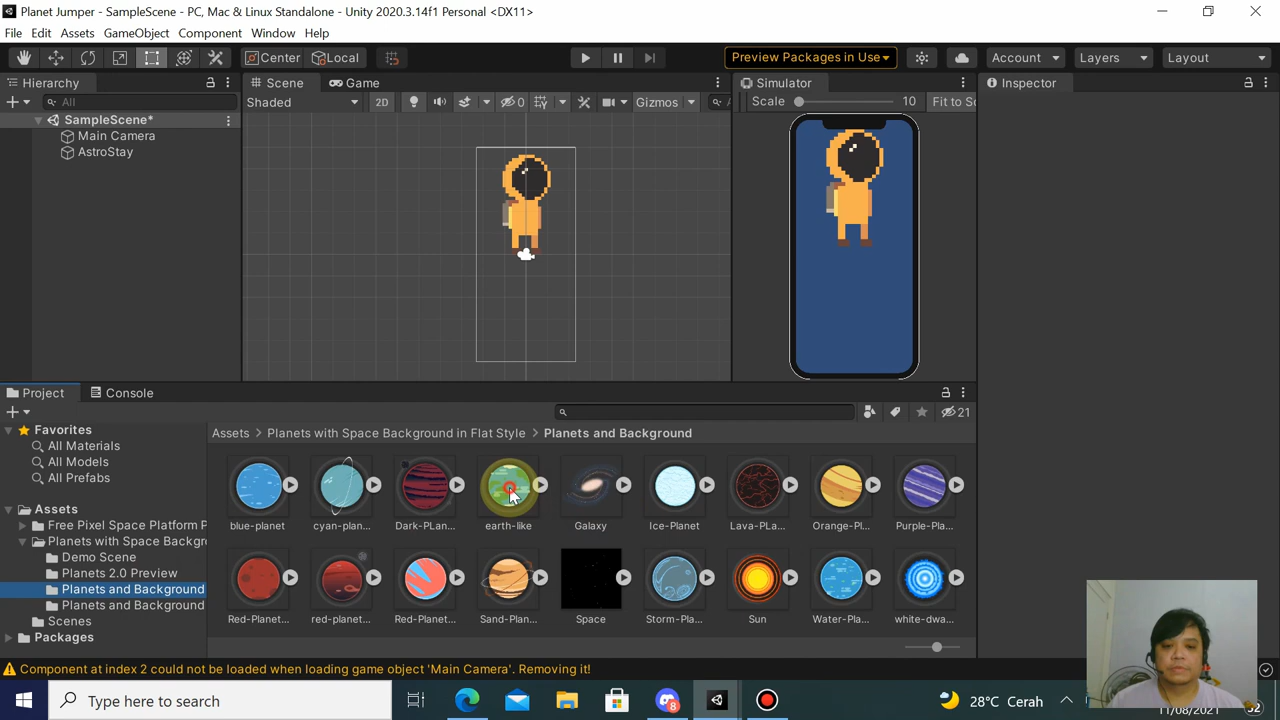 Planet Jumper - SampleScene - PC, Mac & Linux Standalone - Unity 2020.3.14f1 Personal <DX11>
File Edit Assets GameObject Component Window Help
Center Local Preview Packages in Use Account Layers Layout
Hierarchy Scene Game Simulator Inspector
All Shaded 2D 0 Gizmos Scale 10 Fit to Sc
SampleScene*
Main Camera
AstroStay
Project Console
21
Favorites Assets > Planets with Space Background in Flat Style > Planets and Background
All Materials
All Models
All Prefabs
Assets
Free Pixel Space Platform P
Planets with Space Backgro
Demo Scene
Planets 2.0 Preview
Planets and Background
Planets and Background
Scenes
Packages
blue-planet cyan-plan... Dark-PLan... earth-like Galaxy Ice-Planet Lava-PLa... Orange-Pl... Purple-Pla...
Red-Planet... red-planet... Red-Planet... Sand-Plan... Space Storm-Pla... Sun Water-Pla... white-dwa...
Component at index 2 could not be loaded when loading game object 'Main Camera'. Removing it!
Type here to search 8 28°C Cerah
11/08/2021